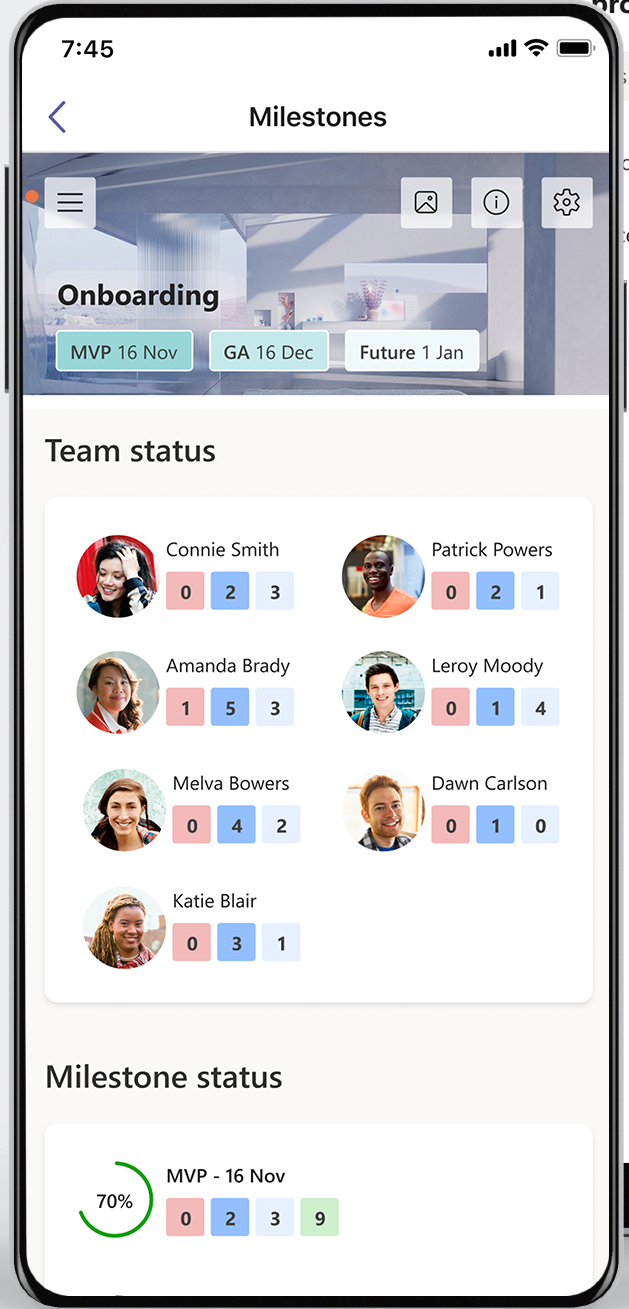 7:45
Milestones
Onboarding
MVP 16 Nov
GA 16 Dec
Future 1 Jan
Team status
Connie Smith
0 2 3
Patrick Powers
0 2 1
Amanda Brady
1 5 3
Leroy Moody
0 1 4
Melva Bowers
0 4 2
Dawn Carlson
0 1 0
Katie Blair
0 3 1
Milestone status
70%
MVP - 16 Nov
0 2 3 9